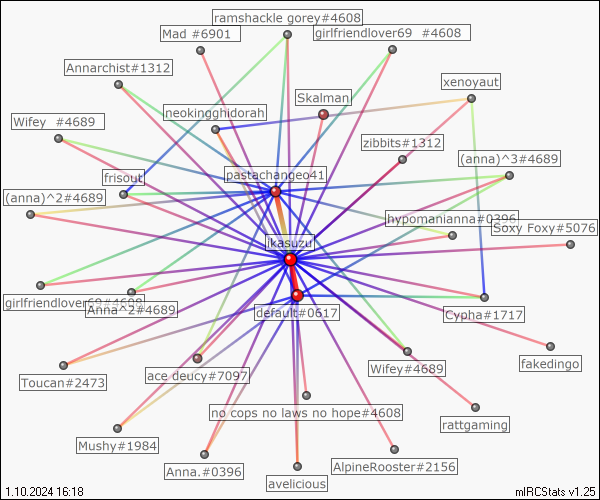 ramshackle gorey#4608
Mad #6901
girlfriendlover69 #4608
Annarchist#1312
xenoyaut
Skalman
neokingghidorah
Wifey #4689
zibbits#1312
(anna)^3#4689
pastachangeo41
frisout
(anna)^2#4689
hypomanianna#0396
Soxy Foxy#5076
ikasuzu
girlfriendlover69#4689
Anna^2#4689
default#0617
Cypha#1717
fakedingo
Wifey#4689
ace deucy#7097
Toucan#2473
no cops no laws no hope#4608
rattgaming
Mushy#1984
Anna.#0396
AlpineRooster#2156
avelicious
1.10.2024 16:18
mIRCStats v1.25